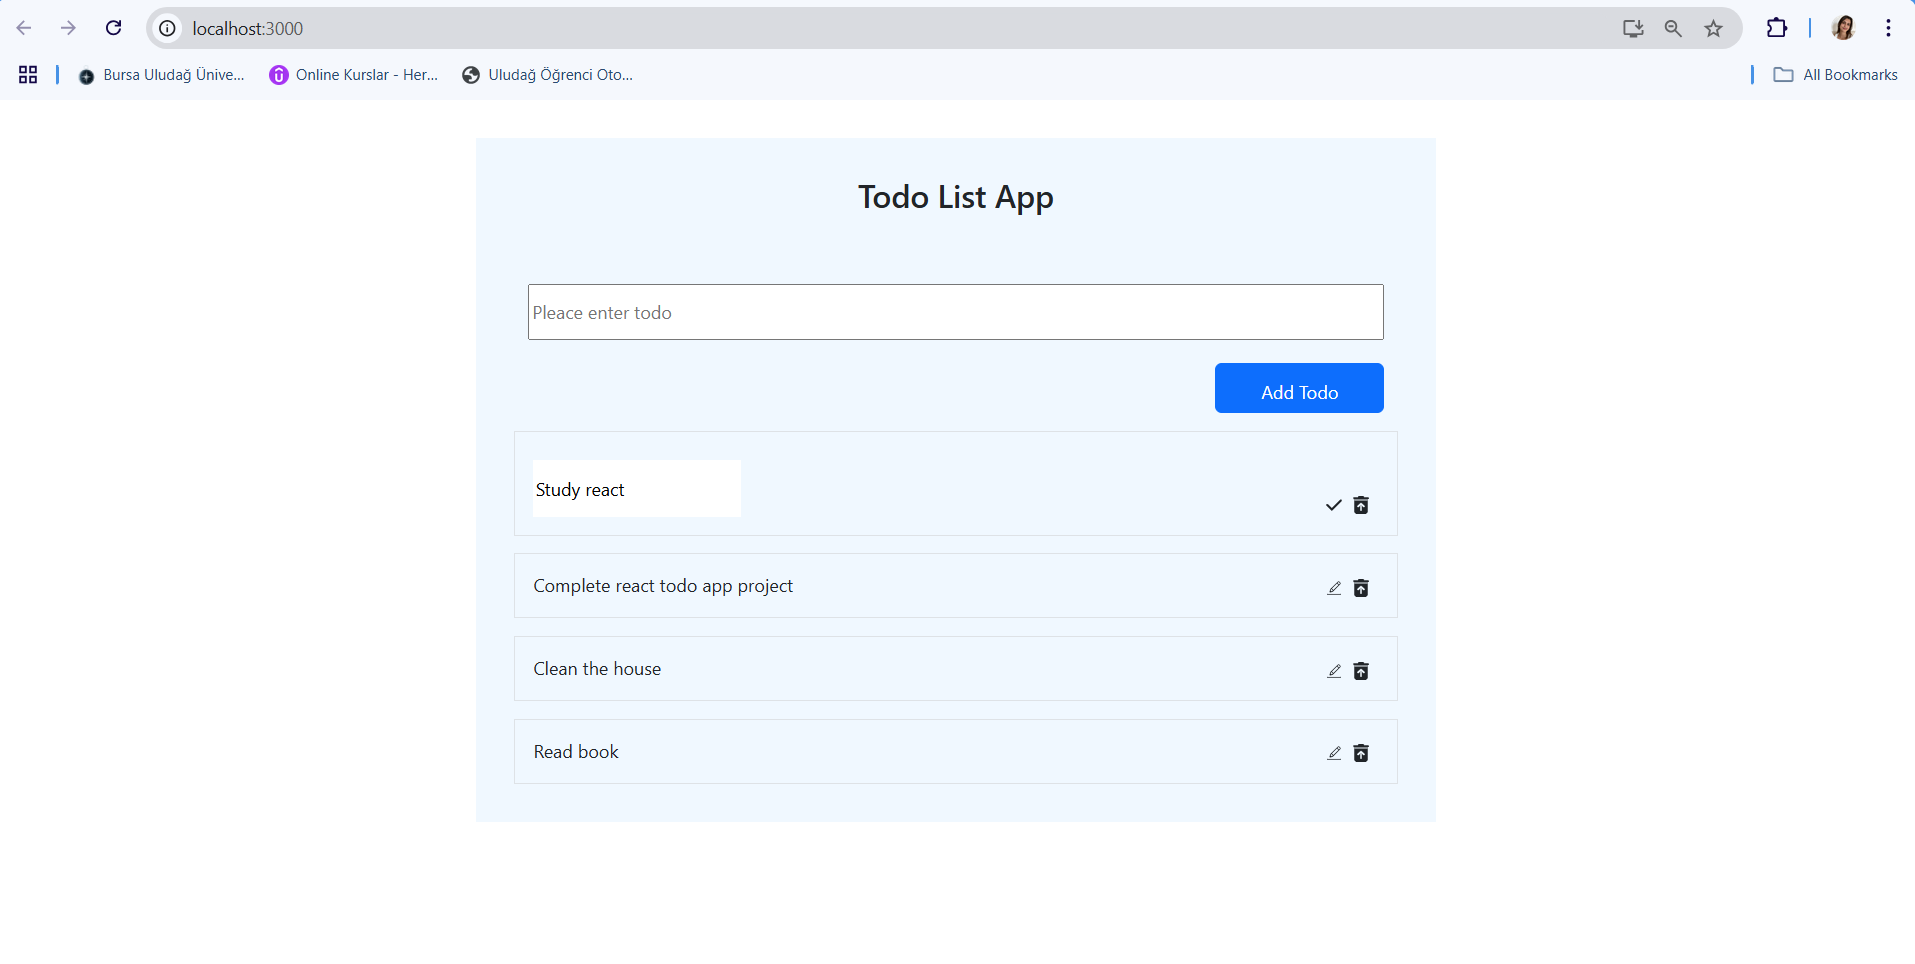 localhost:3000
Bursa Uludağ Ünive... Online Kurslar - Her... Uludağ Öğrenci Oto... All Bookmarks
Todo List App
Pleace enter todo
Add Todo
Study react
Complete react todo app project
Clean the house
Read book